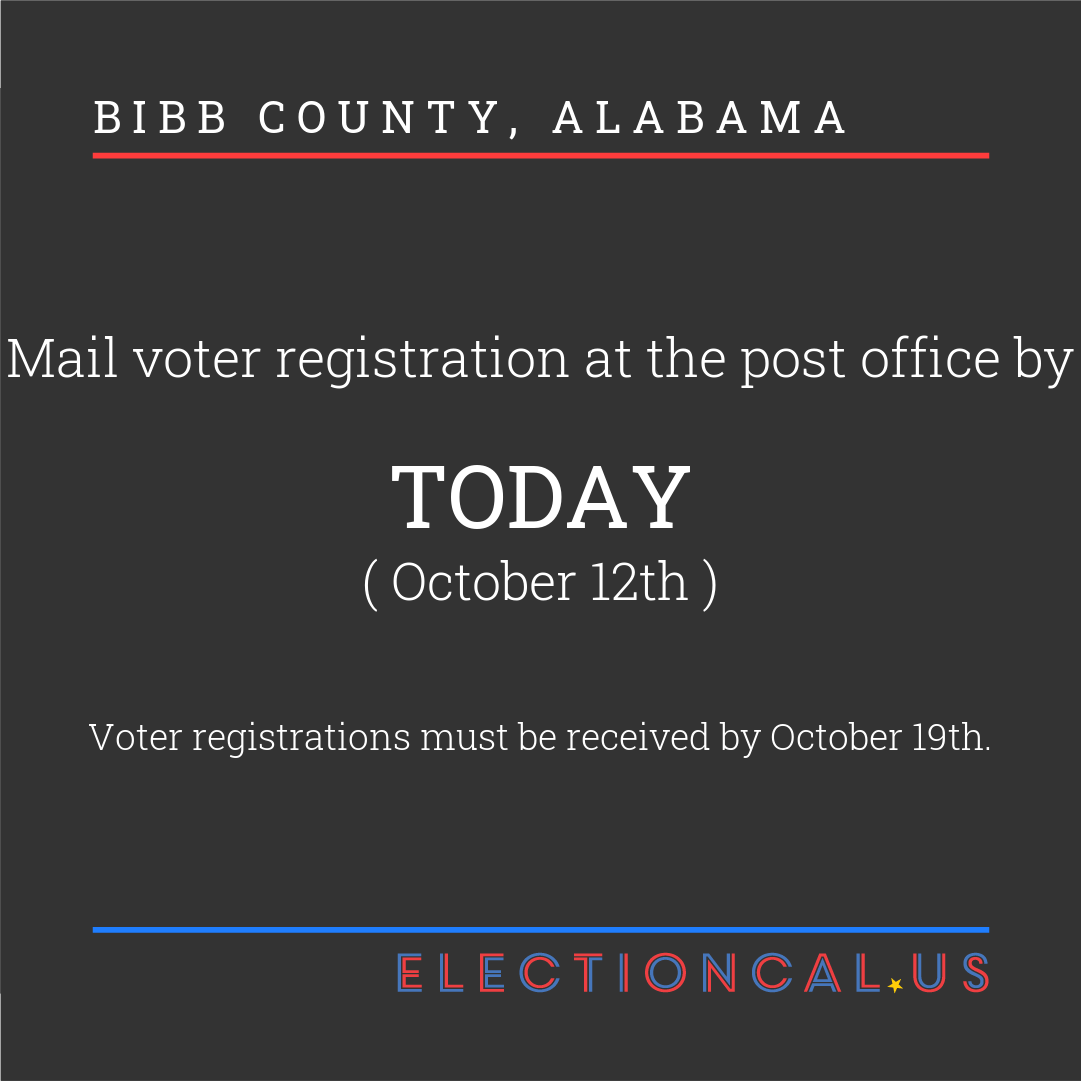 BIBB COUNTY, ALABAMA
Mail voter registration at the post office by
TODAY
( October 12th )
Voter registrations must be received by October 19th.
ELECTIONCAL.US